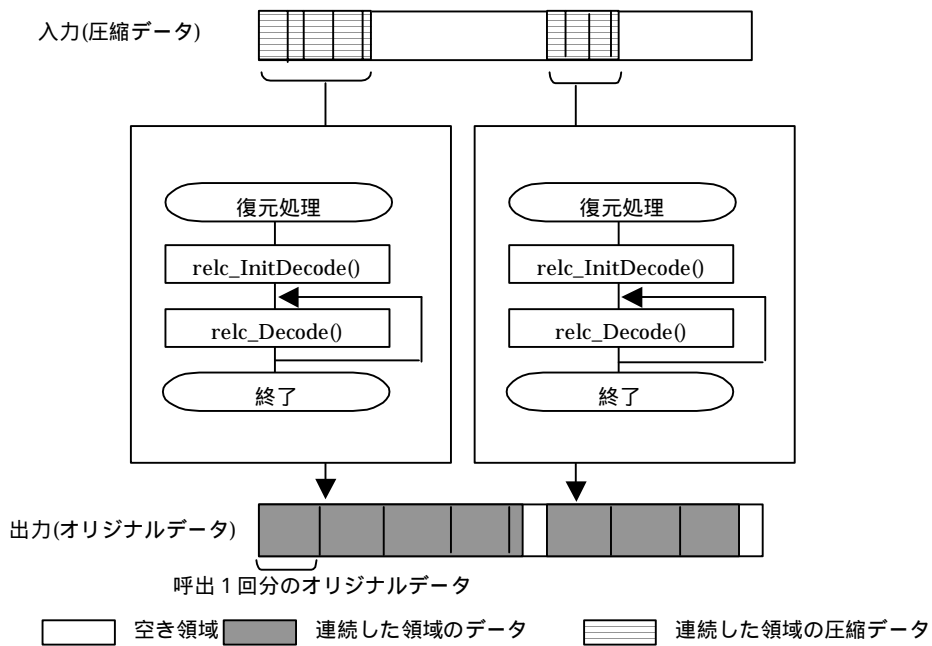 入力(圧縮データ)
復元処理
relc_InitDecode()
relc_Decode()
終了
復元処理
relc_InitDecode()
relc_Decode()
終了
出力(オリジナルデータ)
呼出1回分のオリジナルデータ
空き領域 連続した領域のデータ 連続した領域の圧縮データ